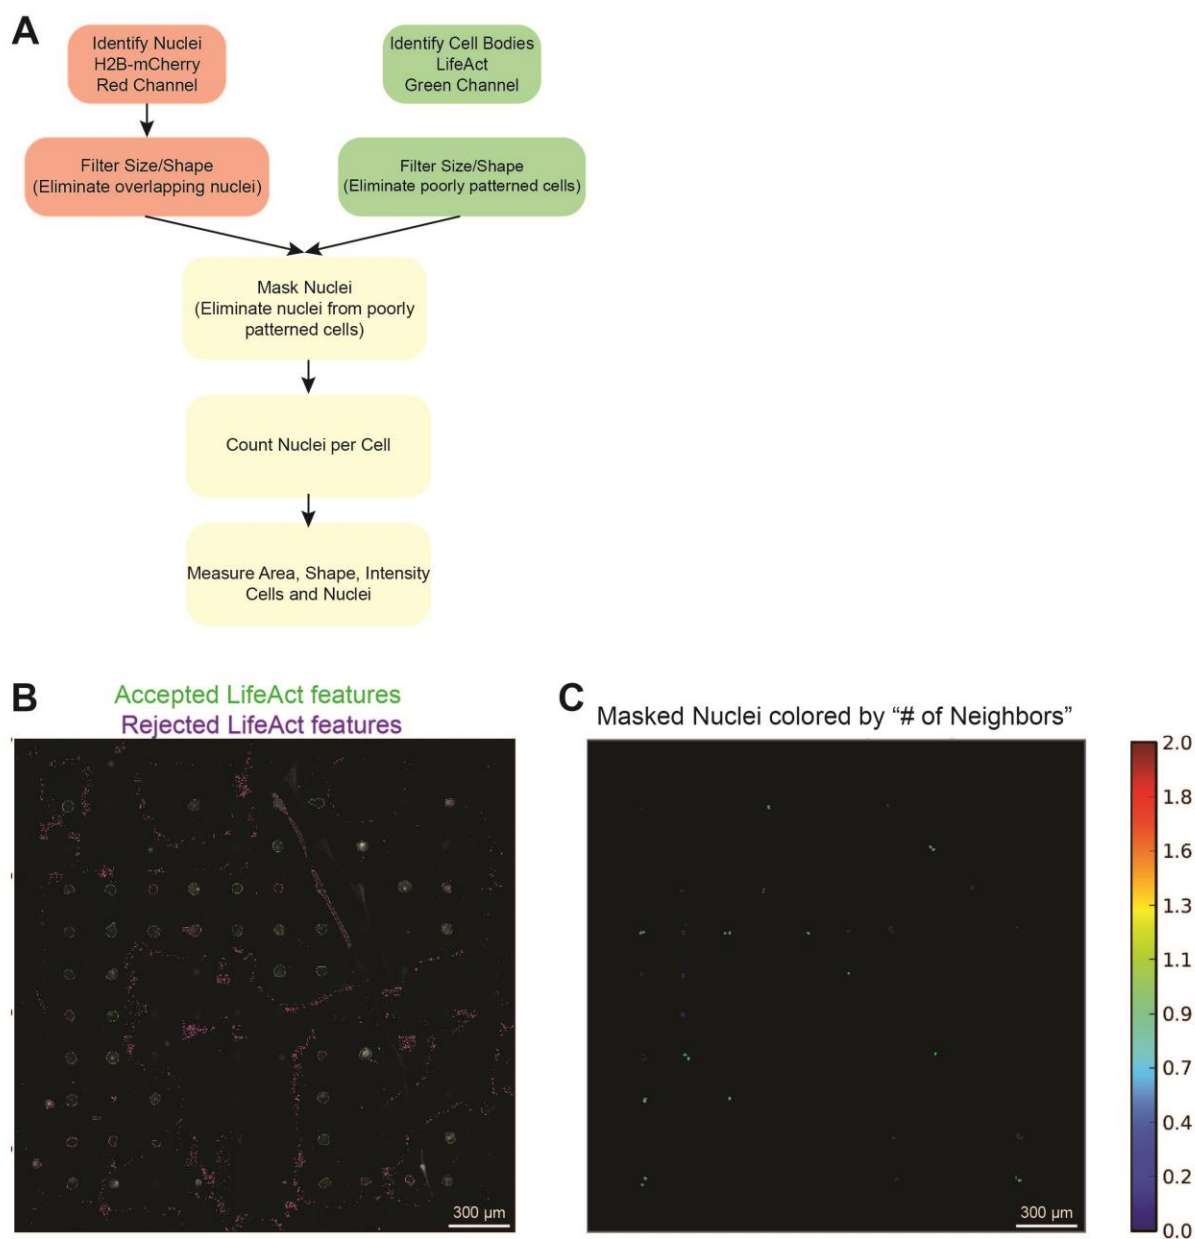 A
Identify Nuclei
H2B-mCherry
Red Channel
Identify Cell Bodies
LifeAct
Green Channel
Filter Size/Shape
(Eliminate overlapping nuclei)
Filter Size/Shape
(Eliminate poorly patterned cells)
Mask Nuclei
(Eliminate nuclei from poorly
patterned cells)
Count Nuclei per Cell
Measure Area, Shape, Intensity
Cells and Nuclei
B
Accepted LifeAct features
Rejected LifeAct features
300 µm
C
Masked Nuclei colored by “# of Neighbors”
300 µm
2.0
1.8
1.6
1.3
1.1
0.9
0.7
0.4
0.2
0.0